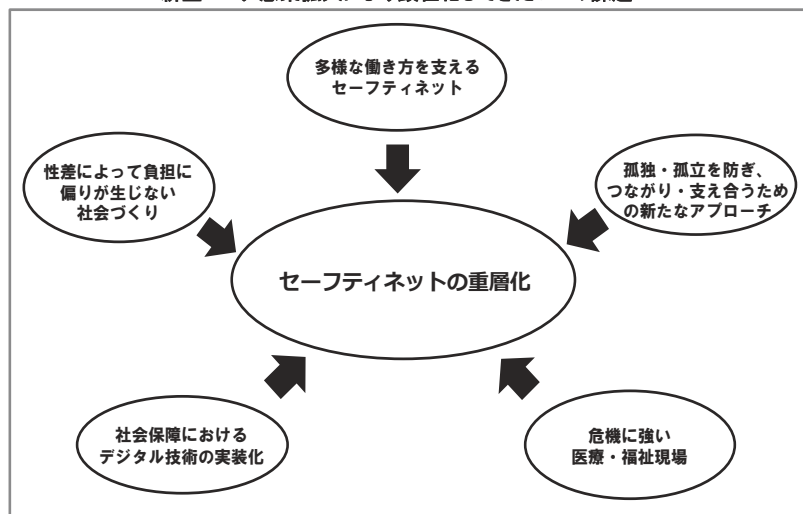 多様な働き方を支える
セーフティネット
性差によって負担に
偏りが生じない
社会づくり
孤独・孤立を防ぎ、
つながり・支え合うため
の新たなアプローチ
セーフティネットの重層化
社会保障における
デジタル技術の実装化
危機に強い
医療・福祉現場